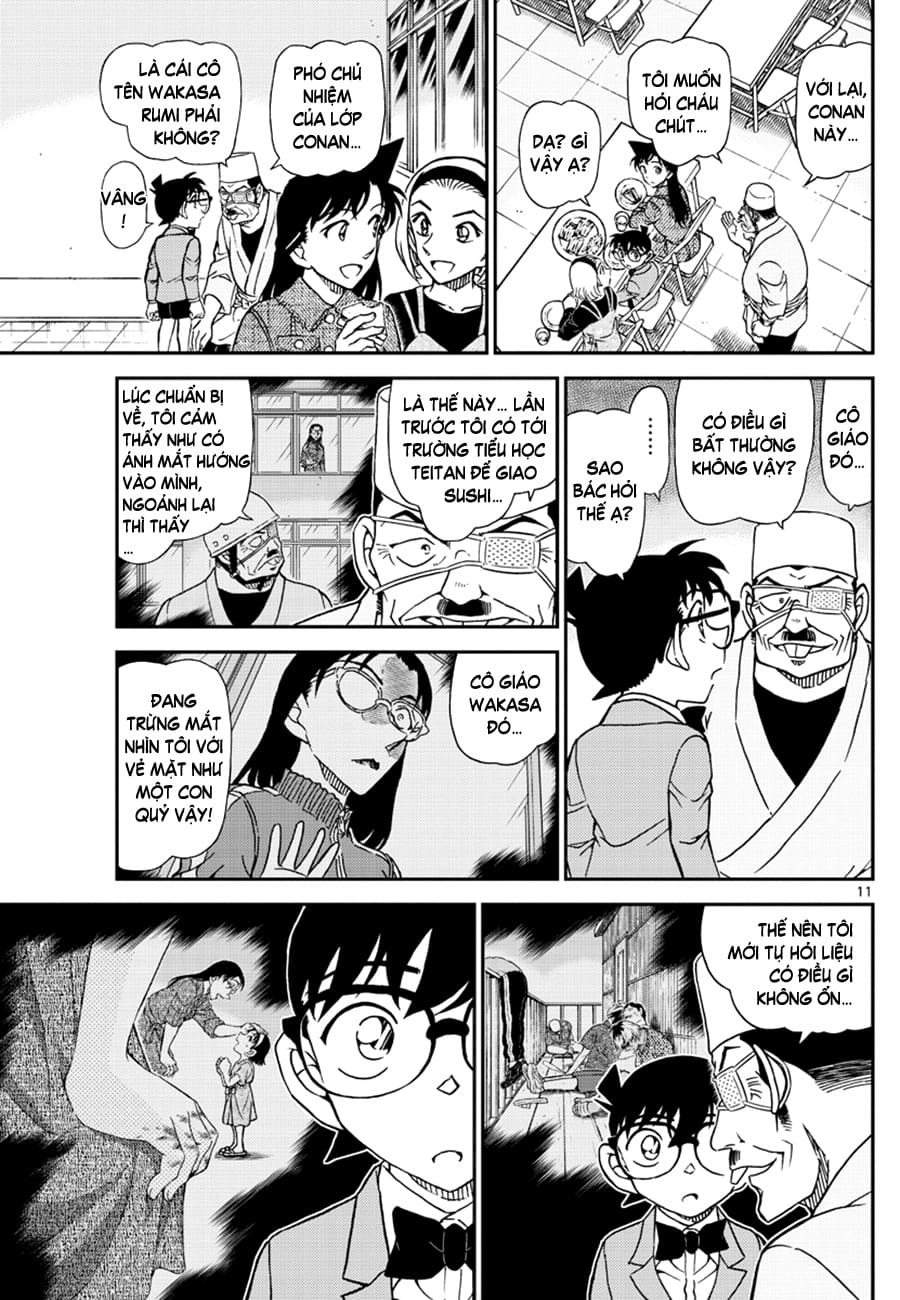 VỚI LẠI,
CONAN
NÀY...
TÔI MUỐN
HỎI CHÁU
CHÚT...
DẠ? GÌ
VẬY Ạ?
PHÓ CHỦ
NHIỆM
CỦA LỚP
CONAN...
LÀ CÁI CÔ
TÊN WAKASA
RUMI PHẢI
KHÔNG?
VÂNG
!
CÔ
GIÁO
ĐÓ...
CÓ ĐIỀU GÌ
BẤT THƯỜNG
KHÔNG VẬY?
......
SAO
BÁC HỎI
THẾ Ạ?
LÀ THẾ NÀY... LẦN
TRƯỚC TÔI CÓ TỚI
TRƯỜNG TIỂU HỌC
TEITAN ĐỂ GIAO
SUSHI...
LÚC CHUẨN BỊ
VỀ, TÔI CẢM
THẤY NHƯ CÓ
ÁNH MẮT HƯỚNG
VÀO MÌNH,
NGOẢNH LẠI
THÌ THẤY
...
CÔ GIÁO
WAKASA
ĐÓ...
ĐANG
TRỪNG MẮT
NHÌN TÔI VỚI
VẺ MẶT NHƯ
MỘT CON
QUỶ VẬY!
11
THẾ NÊN TÔI
MỚI TỰ HỎI LIỆU
CÓ ĐIỀU GÌ
KHÔNG ỔN...